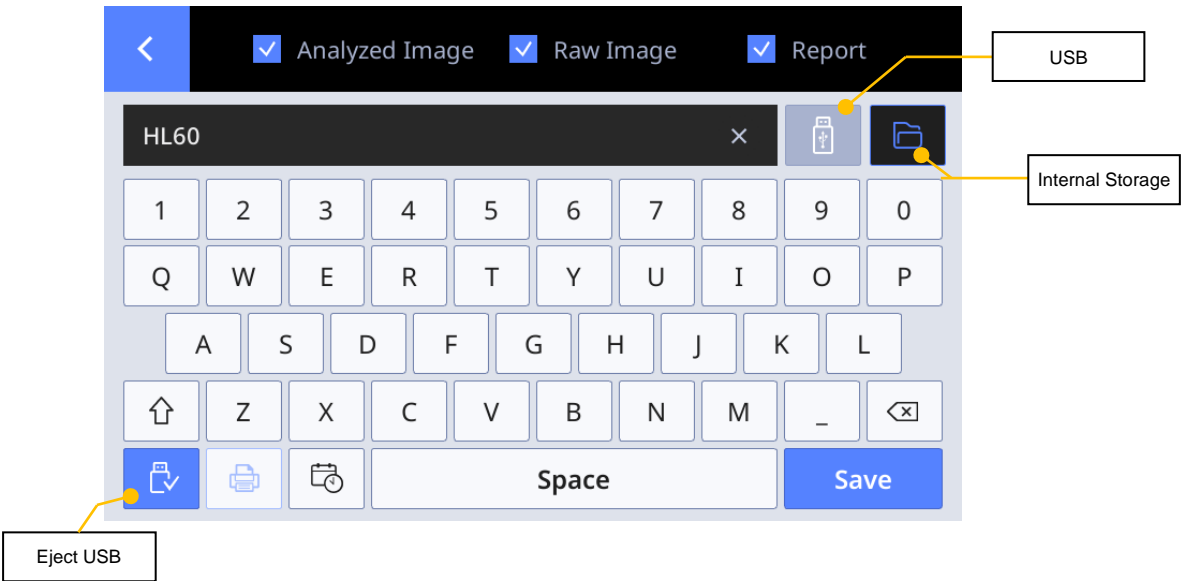 Analyzed Image Raw Image Report
USB
HL60
Internal Storage
1 2 3 4 5 6 7 8 9 0
Q W E R T Y U I O P
A S D F G H J K L
Z X C V B N M _
Space Save
Eject USB